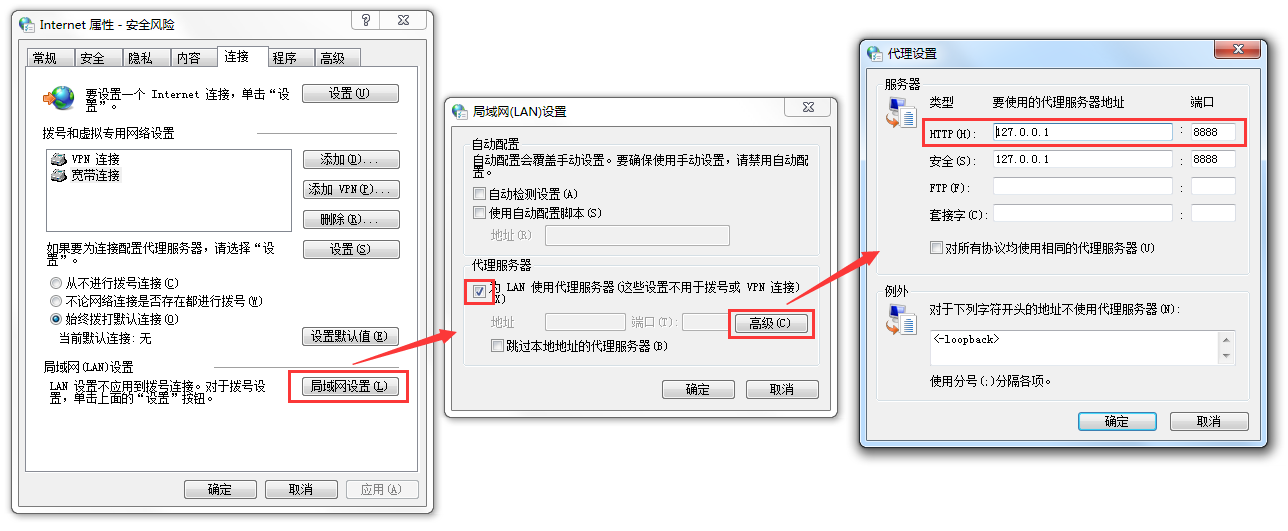 Internet 属性 - 安全风险
常规 安全 隐私 内容 连接 程序 高级
要设置一个 Internet 连接，单击“设
置”。
设置(U)
拨号和虚拟专用网络设置
VPN 连接
宽带连接
添加(D)...
添加 VPN(P)...
删除(R)...
如果要为连接配置代理服务器，请选择“设
置”。
设置(S)
从不进行拨号连接(C)
不论网络连接是否存在都进行拨号(W)
始终拨打默认连接(O)
当前默认连接: 无
设置默认值(E)
局域网(LAN)设置
LAN 设置不应用到拨号连接。对于拨号设
置，单击上面的“设置”按钮。
局域网设置(L)
确定 取消 应用(A)
局域网(LAN)设置
自动配置
自动配置会覆盖手动设置。要确保使用手动设置，请禁用自动配
置。
自动检测设置(A)
使用自动配置脚本(S)
地址(R)
代理服务器
为 LAN 使用代理服务器(这些设置不用于拨号或 VPN 连接)
(X)
地址 端口(T): 高级(C)
跳过本地地址的代理服务器(B)
确定 取消
代理设置
服务器
类型 要使用的代理服务器地址 端口
HTTP(H): 127.0.0.1 : 8888
安全(S): 127.0.0.1 : 8888
FTP(F): :
套接字(C): :
对所有协议均使用相同的代理服务器(U)
例外
对于下列字符开头的地址不使用代理服务器(N):
<-loopback>
使用分号(;)分隔各项。
确定 取消